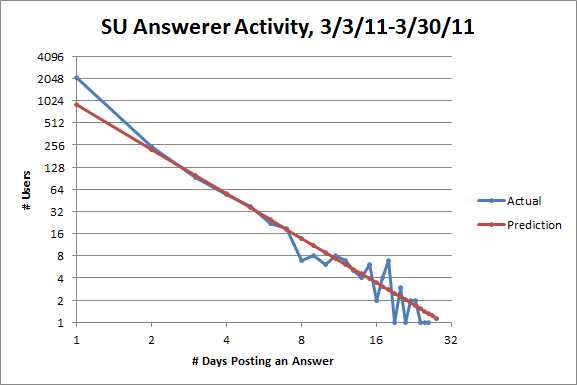 SU Answerer Activity, 3/3/11-3/30/11
4096
2048
1024
512
256
128
64
32
16
8
4
2
1
# Users
1 2 4 8 16 32
# Days Posting an Answer
Actual
Prediction